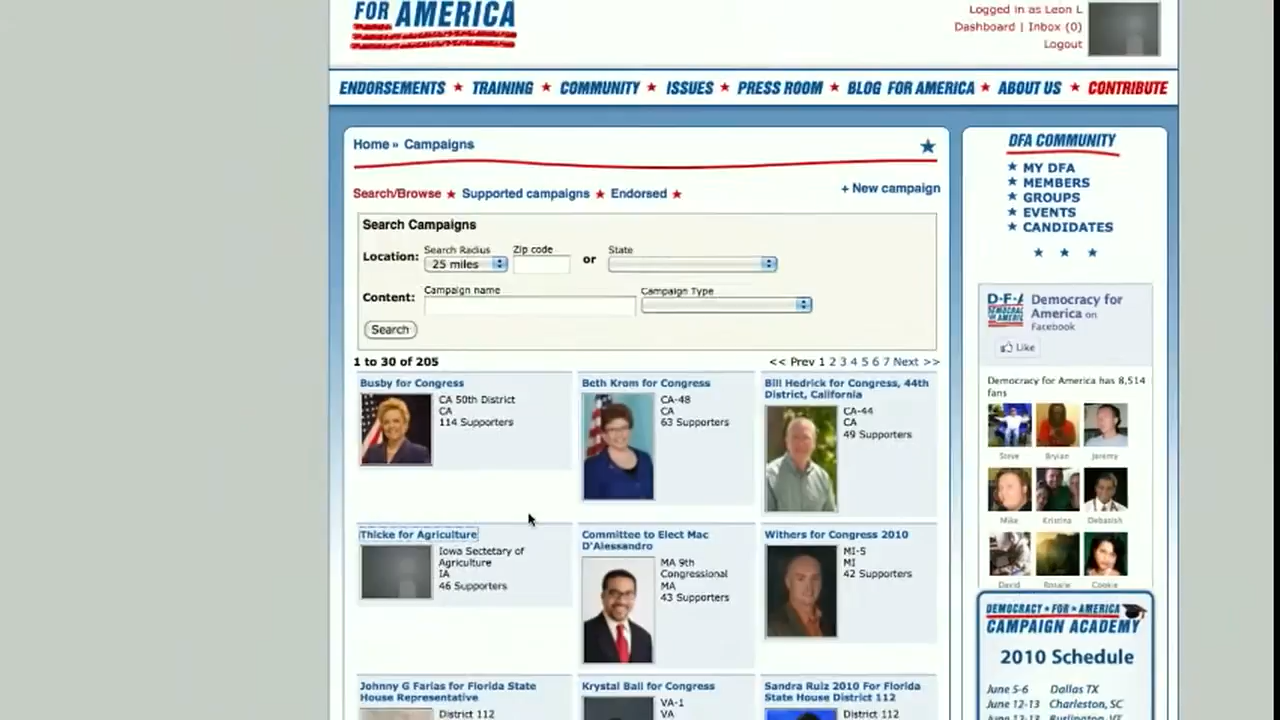 FOR AMERICA
Logged in as Leon L
Dashboard | Inbox (0)
Logout
ENDORSEMENTS ★ TRAINING ★ COMMUNITY ★ ISSUES ★ PRESS ROOM ★ BLOG FOR AMERICA ★ ABOUT US ★ CONTRIBUTE
Home » Campaigns
Search/Browse ★ Supported campaigns ★ Endorsed ★
+ New campaign
Search Campaigns
Location:
Search Radius
25 miles
Zip code
or
State
Content:
Campaign name
Campaign Type
Search
1 to 30 of 205
<< Prev 1 2 3 4 5 6 7 Next >>
Busby for Congress
CA 50th District
CA
114 Supporters
Beth Krom for Congress
CA-48
CA
63 Supporters
Bill Hedrick for Congress, 44th
District, California
CA-44
CA
49 Supporters
Thicke for Agriculture
Iowa Sectetary of
Agriculture
IA
46 Supporters
Committee to Elect Mac
D'Alessandro
MA 9th
Congressional
MA
43 Supporters
Withers for Congress 2010
MI-5
MI
42 Supporters
Johnny G Farias for Florida State
House Representative
District 112
Krystal Ball for Congress
VA-1
VA
Sandra Ruiz 2010 For Florida
State House District 112
District 112
DFA COMMUNITY
★ MY DFA
★ MEMBERS
★ GROUPS
★ EVENTS
★ CANDIDATES
★ ★ ★
D·F·A
Democracy for
America on
Facebook
Like
Democracy for America has 8,514
fans
Steve
Bryian
Jeremy
Mike
Kristina
Debasish
David
Rosaria
Cookie
DEMOCRACY ★ FOR ★ AMERICA
CAMPAIGN ACADEMY
2010 Schedule
June 5-6 Dallas TX
June 12-13 Charleston, SC
June 12-13 Burlington, VT